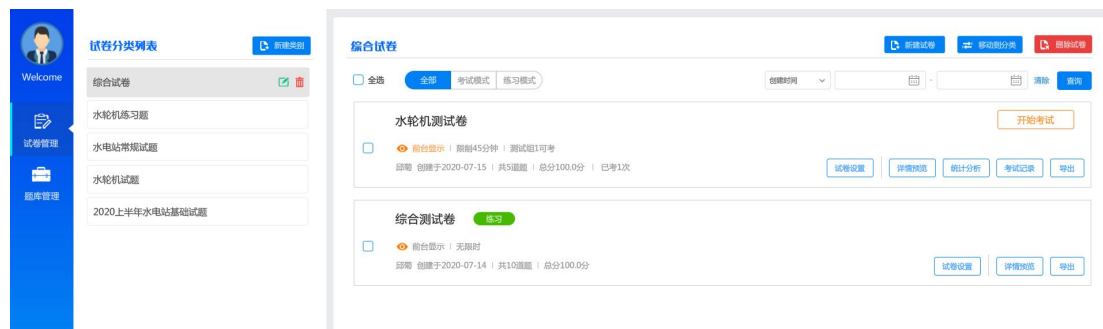 Welcome
试卷管理
题库管理
试卷分类列表
新建类别
综合试卷
水轮机练习题
水电站常规试题
水轮机试题
2020上半年水电站基础试题
综合试卷
新建试卷
移动到分类
删除试卷
全选
全部
考试模式
练习模式
创建时间
-
清除
查询
水轮机测试卷
开始考试
前台显示 | 限制45分钟 | 测试组1可考
邱菊 创建于2020-07-15 | 共5道题 | 总分100.0分 | 已考1次
试卷设置
详情预览
统计分析
考试记录
导出
综合测试卷
练习
前台显示 | 无限时
邱菊 创建于2020-07-14 | 共10道题 | 总分100.0分
试卷设置
详情预览
导出